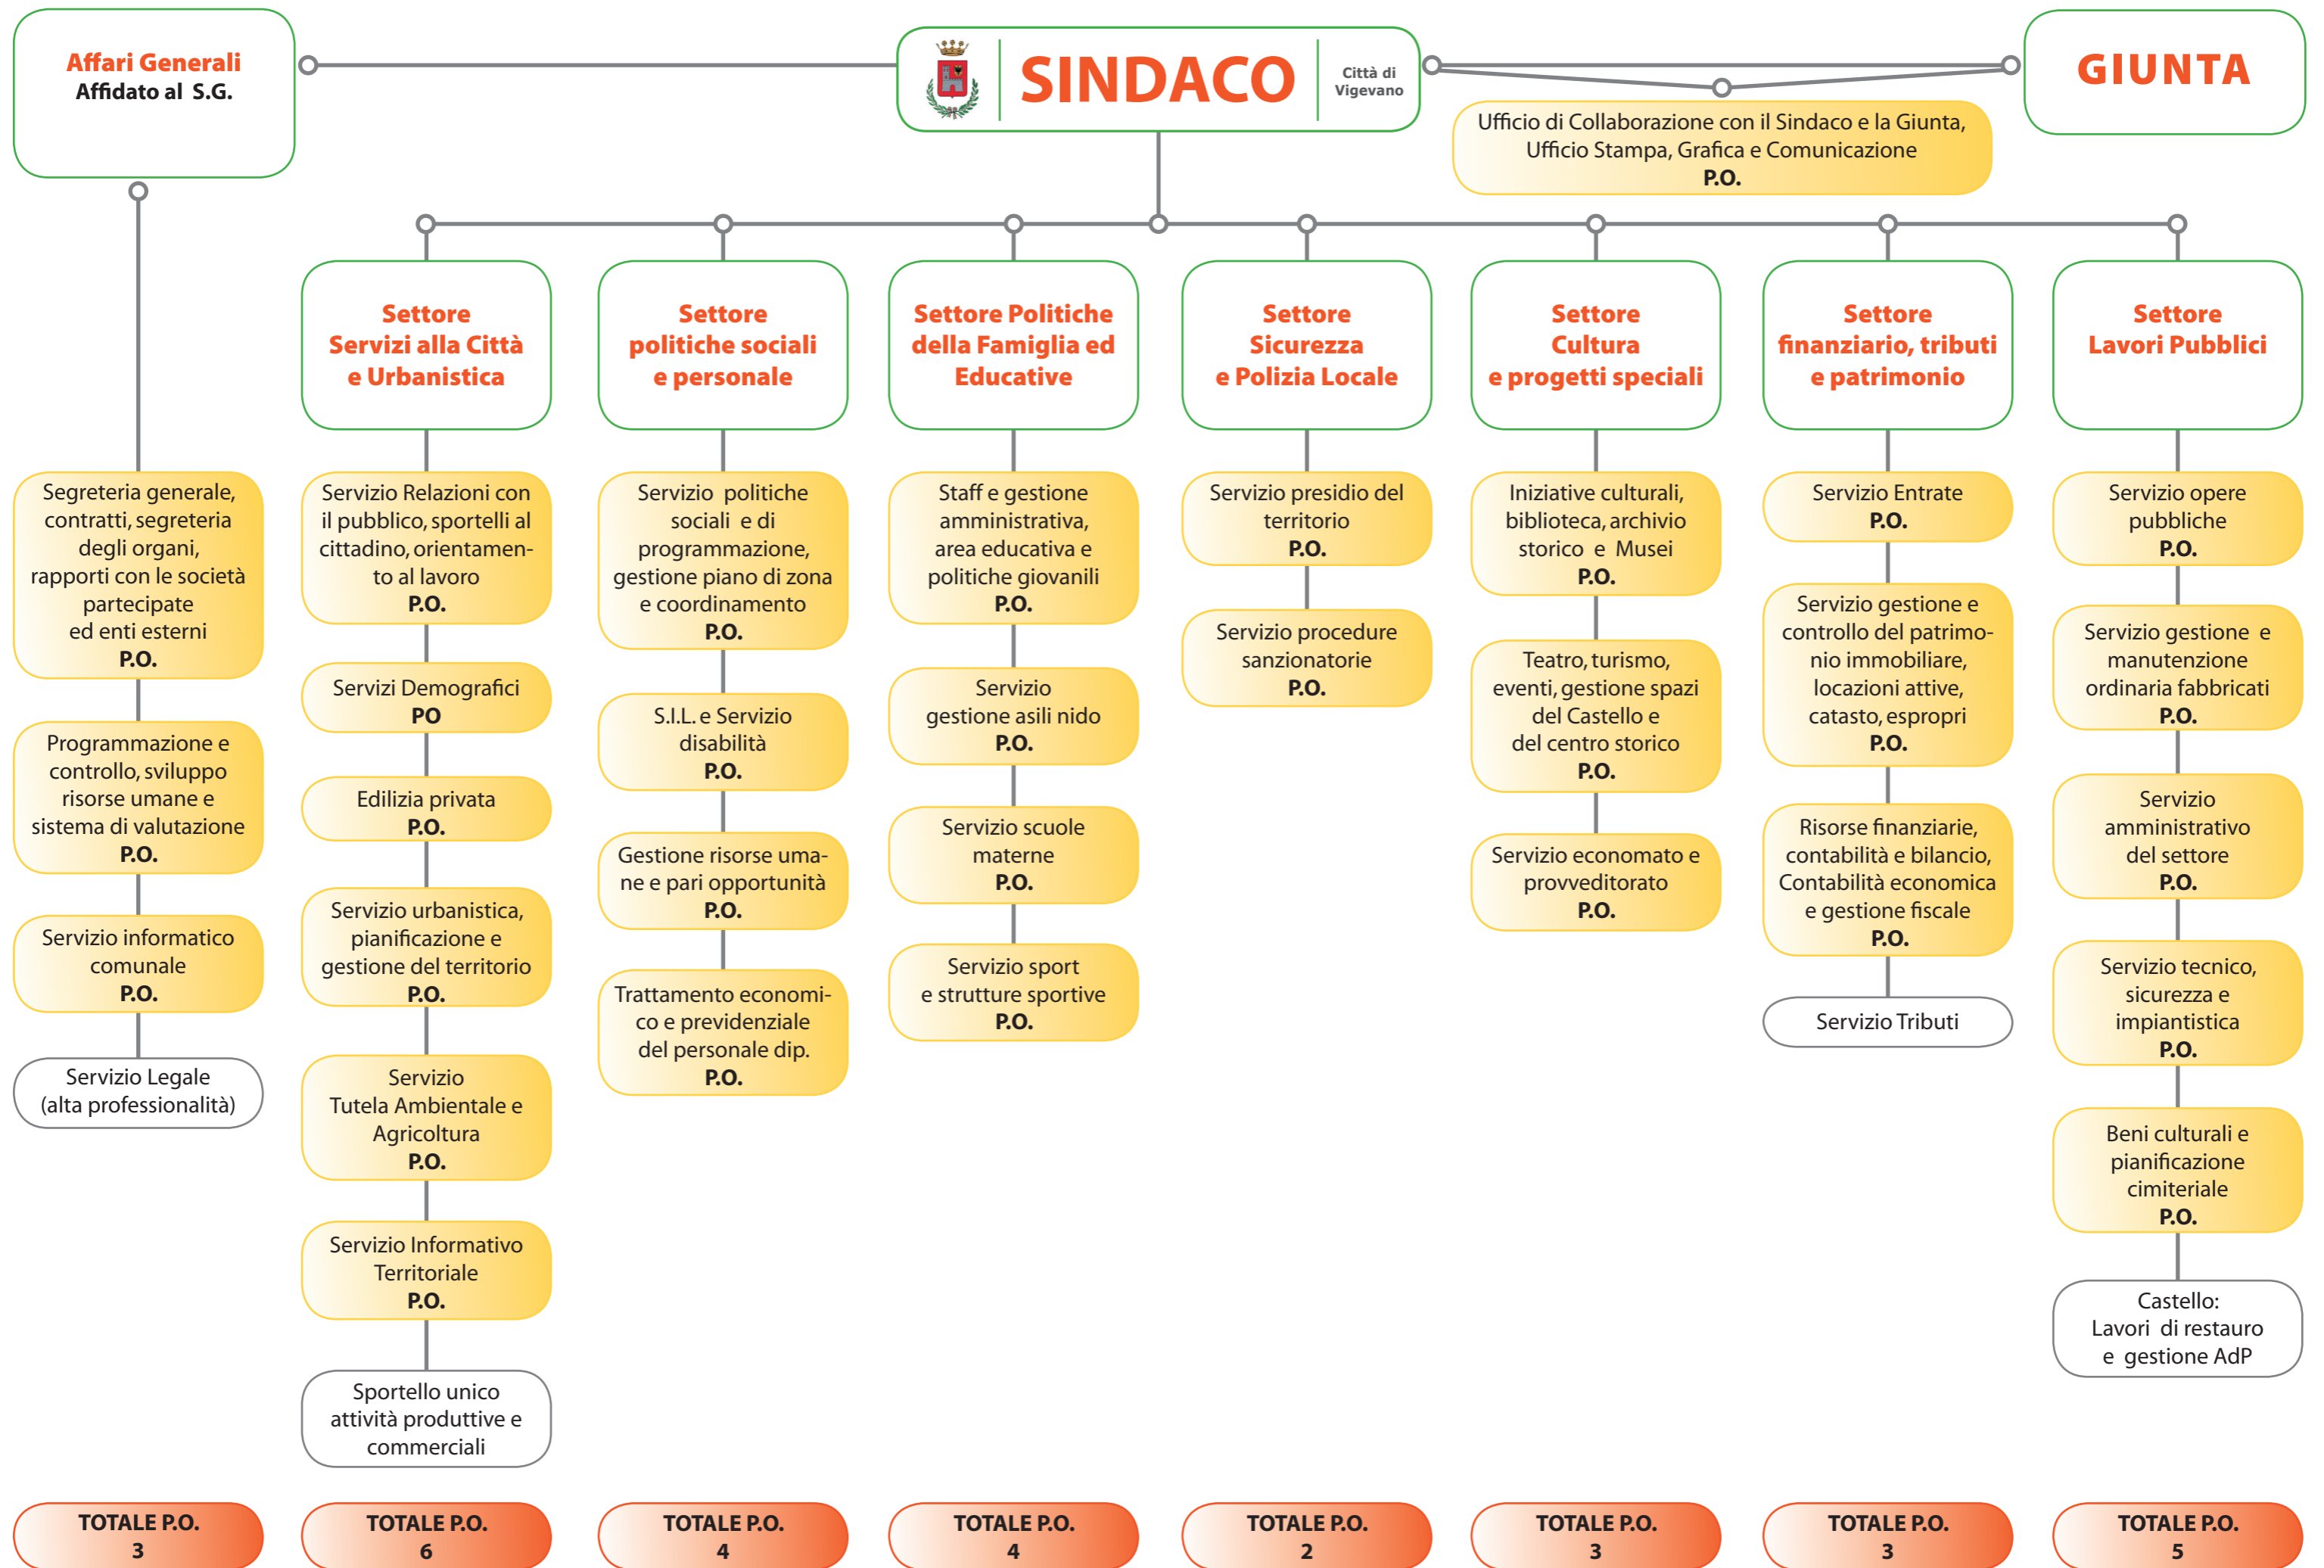 Affari Generali
Affidato al S.G.
SINDACO
Città di
Vigevano
GIUNTA
Ufficio di Collaborazione con il Sindaco e la Giunta,
Ufficio Stampa, Grafica e Comunicazione
P.O.
Segreteria generale,
contratti, segreteria
degli organi,
rapporti con le società
partecipate
ed enti esterni
P.O.
Programmazione e
controllo, sviluppo
risorse umane e
sistema di valutazione
P.O.
Servizio informatico
comunale
P.O.
Servizio Legale
(alta professionalità)
TOTALE P.O.
3
Settore
Servizi alla Città
e Urbanistica
Servizio Relazioni con
il pubblico, sportelli al
cittadino, orientamen-
to al lavoro
P.O.
Servizi Demografici
PO
Edilizia privata
P.O.
Servizio urbanistica,
pianificazione e
gestione del territorio
P.O.
Servizio
Tutela Ambientale e
Agricoltura
P.O.
Servizio Informativo
Territoriale
P.O.
Sportello unico
attività produttive e
commerciali
TOTALE P.O.
6
Settore
politiche sociali
e personale
Servizio politiche
sociali e di
programmazione,
gestione piano di zona
e coordinamento
P.O.
S.I.L. e Servizio
disabilità
P.O.
Gestione risorse uma-
ne e pari opportunità
P.O.
Trattamento economi-
co e previdenziale
del personale dip.
P.O.
TOTALE P.O.
4
Settore Politiche
della Famiglia ed
Educative
Staff e gestione
amministrativa,
area educativa e
politiche giovanili
P.O.
Servizio
gestione asili nido
P.O.
Servizio scuole
materne
P.O.
Servizio sport
e strutture sportive
P.O.
TOTALE P.O.
4
Settore
Sicurezza
e Polizia Locale
Servizio presidio del
territorio
P.O.
Servizio procedure
sanzionatorie
P.O.
TOTALE P.O.
2
Settore
Cultura
e progetti speciali
Iniziative culturali,
biblioteca, archivio
storico e Musei
P.O.
Teatro, turismo,
eventi, gestione spazi
del Castello e
del centro storico
P.O.
Servizio economato e
provveditorato
P.O.
TOTALE P.O.
3
Settore
finanziario, tributi
e patrimonio
Servizio Entrate
P.O.
Servizio gestione e
controllo del patrimo-
nio immobiliare,
locazioni attive,
catasto, espropri
P.O.
Risorse finanziarie,
contabilità e bilancio,
Contabilità economica
e gestione fiscale
P.O.
Servizio Tributi
TOTALE P.O.
3
Settore
Lavori Pubblici
Servizio opere
pubbliche
P.O.
Servizio gestione e
manutenzione
ordinaria fabbricati
P.O.
Servizio
amministrativo
del settore
P.O.
Servizio tecnico,
sicurezza e
impiantistica
P.O.
Beni culturali e
pianificazione
cimiteriale
P.O.
Castello:
Lavori di restauro
e gestione AdP
TOTALE P.O.
5